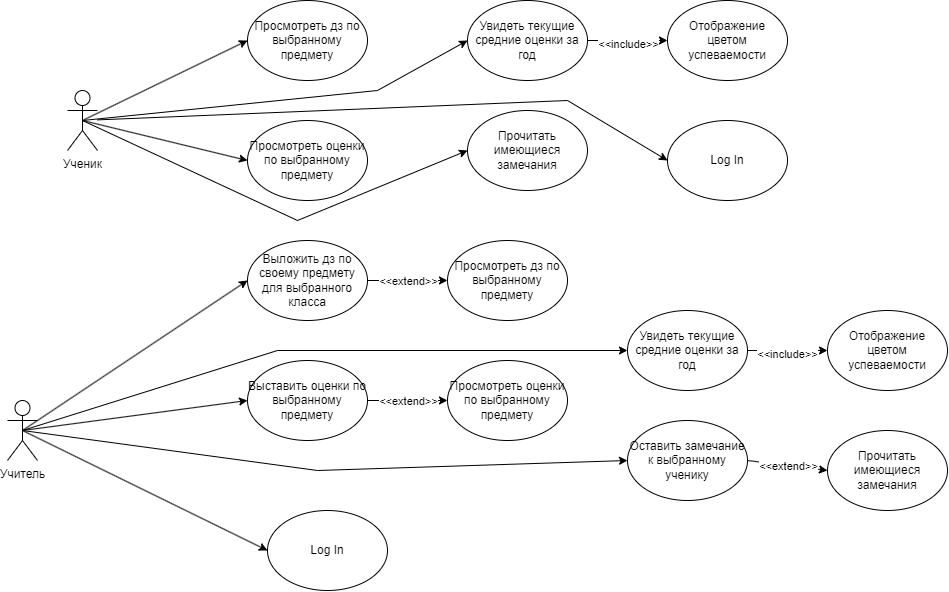 Просмотреть дз по
выбранному
предмету
Увидеть текущие
средние оценки за
год
<<include>>
Отображение
цветом
успеваемости
Ученик
Просмотреть оценки
по выбранному
предмету
Прочитать
имеющиеся
замечания
Log In
Выложить дз по
своему предмету
для выбранного
класса
<<extend>>
Просмотреть дз по
выбранному
предмету
Увидеть текущие
средние оценки за
год
<<include>>
Отображение
цветом
успеваемости
Выставить оценки по
выбранному
предмету
<<extend>>
Просмотреть оценки
по выбранному
предмету
Учитель
Оставить замечание
к выбранному
ученику
<<extend>>
Прочитать
имеющиеся
замечания
Log In